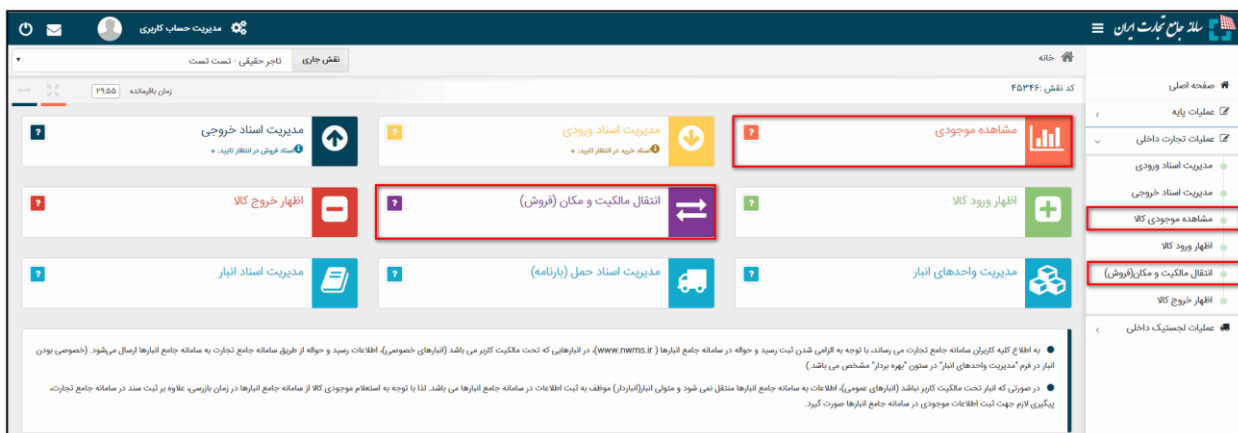 سامانه جامع تجارت ایران
مدیریت حساب کاربری
خانه
نقش جاری
تاجر حقیقی - تست تست
کد نقش :۴۵۳۴۶
زمان باقیمانده ۲۹:۵۵
صفحه اصلی
عملیات پایه
عملیات تجارت داخلی
مدیریت اسناد ورودی
مدیریت اسناد خروجی
مشاهده موجودی کالا
اظهار ورود کالا
انتقال مالکیت و مکان(فروش)
اظهار خروج کالا
عملیات لجستیک داخلی
مشاهده موجودی
?
مدیریت اسناد ورودی
?
اسناد خرید در انتظار تایید: ۰
مدیریت اسناد خروجی
?
اسناد فروش در انتظار تایید: ۰
اظهار ورود کالا
?
انتقال مالکیت و مکان (فروش)
?
اظهار خروج کالا
?
مدیریت واحدهای انبار
?
مدیریت اسناد حمل (بارنامه)
?
مدیریت اسناد انبار
?
به اطلاع کلیه کاربران سامانه جامع تجارت می رساند، با توجه به الزامی شدن ثبت رسید و حواله در سامانه جامع انبارها ( www.nwms.ir)، در انبارهایی که تحت مالکیت کاربر می باشد (انبارهای خصوصی)، اطلاعات رسید و حواله از طریق سامانه جامع تجارت به سامانه جامع انبارها ارسال می‌شود. (خصوصی بودن
انبار در فرم "مدیریت واحدهای انبار" در ستون "بهره بردار" مشخص می باشد.)
در صورتی که انبار تحت مالکیت کاربر نباشد (انبارهای عمومی)، اطلاعات به سامانه جامع انبارها منتقل نمی شود و متولی انبار(انباردار) موظف به ثبت اطلاعات در سامانه جامع انبارها می باشد. لذا با توجه به استعلام موجودی کالا از سامانه جامع انبارها در زمان بازرسی، علاوه بر ثبت سند در سامانه جامع تجارت،
پیگیری لازم جهت ثبت اطلاعات موجودی در سامانه جامع انبارها صورت گیرد.